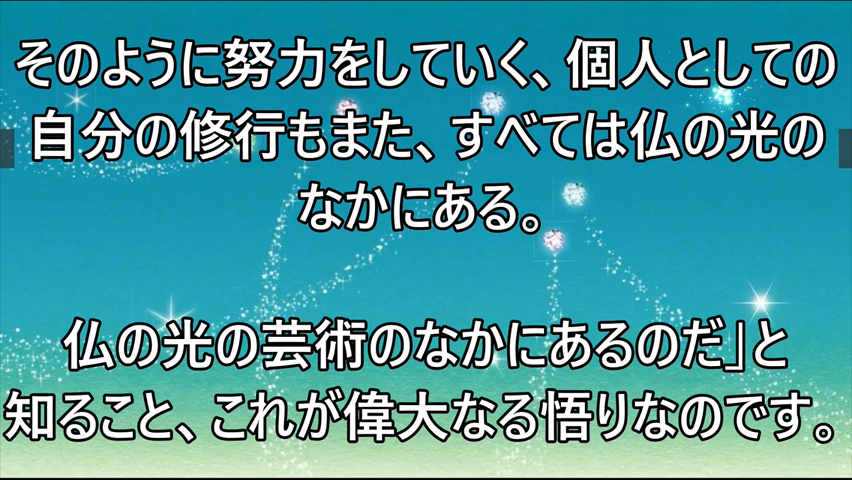 そのように努力をしていく、個人としての
自分の修行もまた、すべては仏の光の
なかにある。
仏の光の芸術のなかにあるのだ」と
知ること、これが偉大なる悟りなのです。